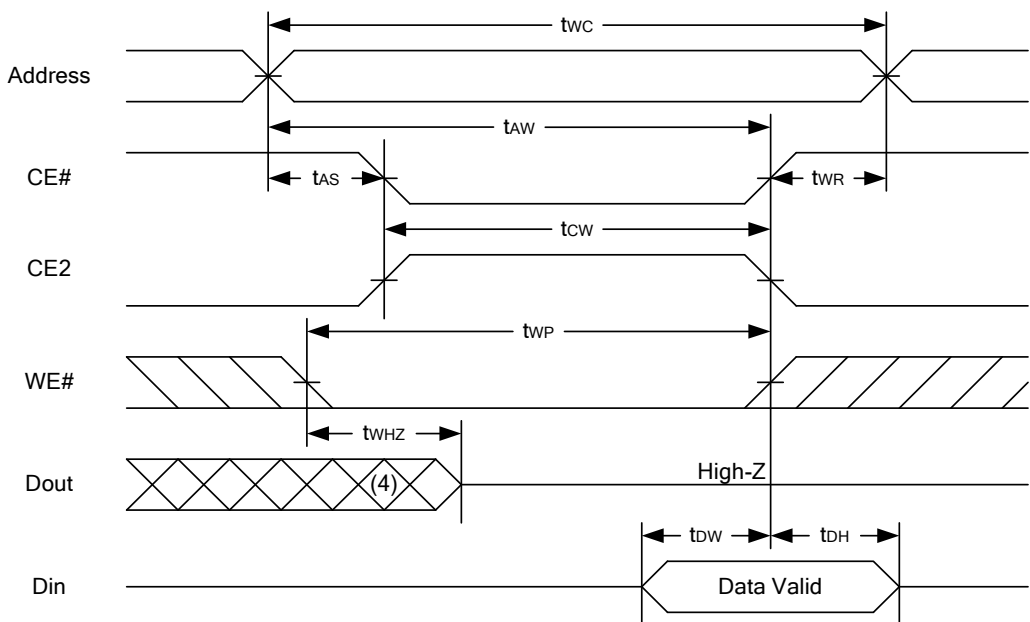 tWC
Address
tAW
CE#
tAS
tWR
tCW
CE2
tWP
WE#
tWHZ
Dout
(4)
High-Z
tDW
tDH
Din
Data Valid